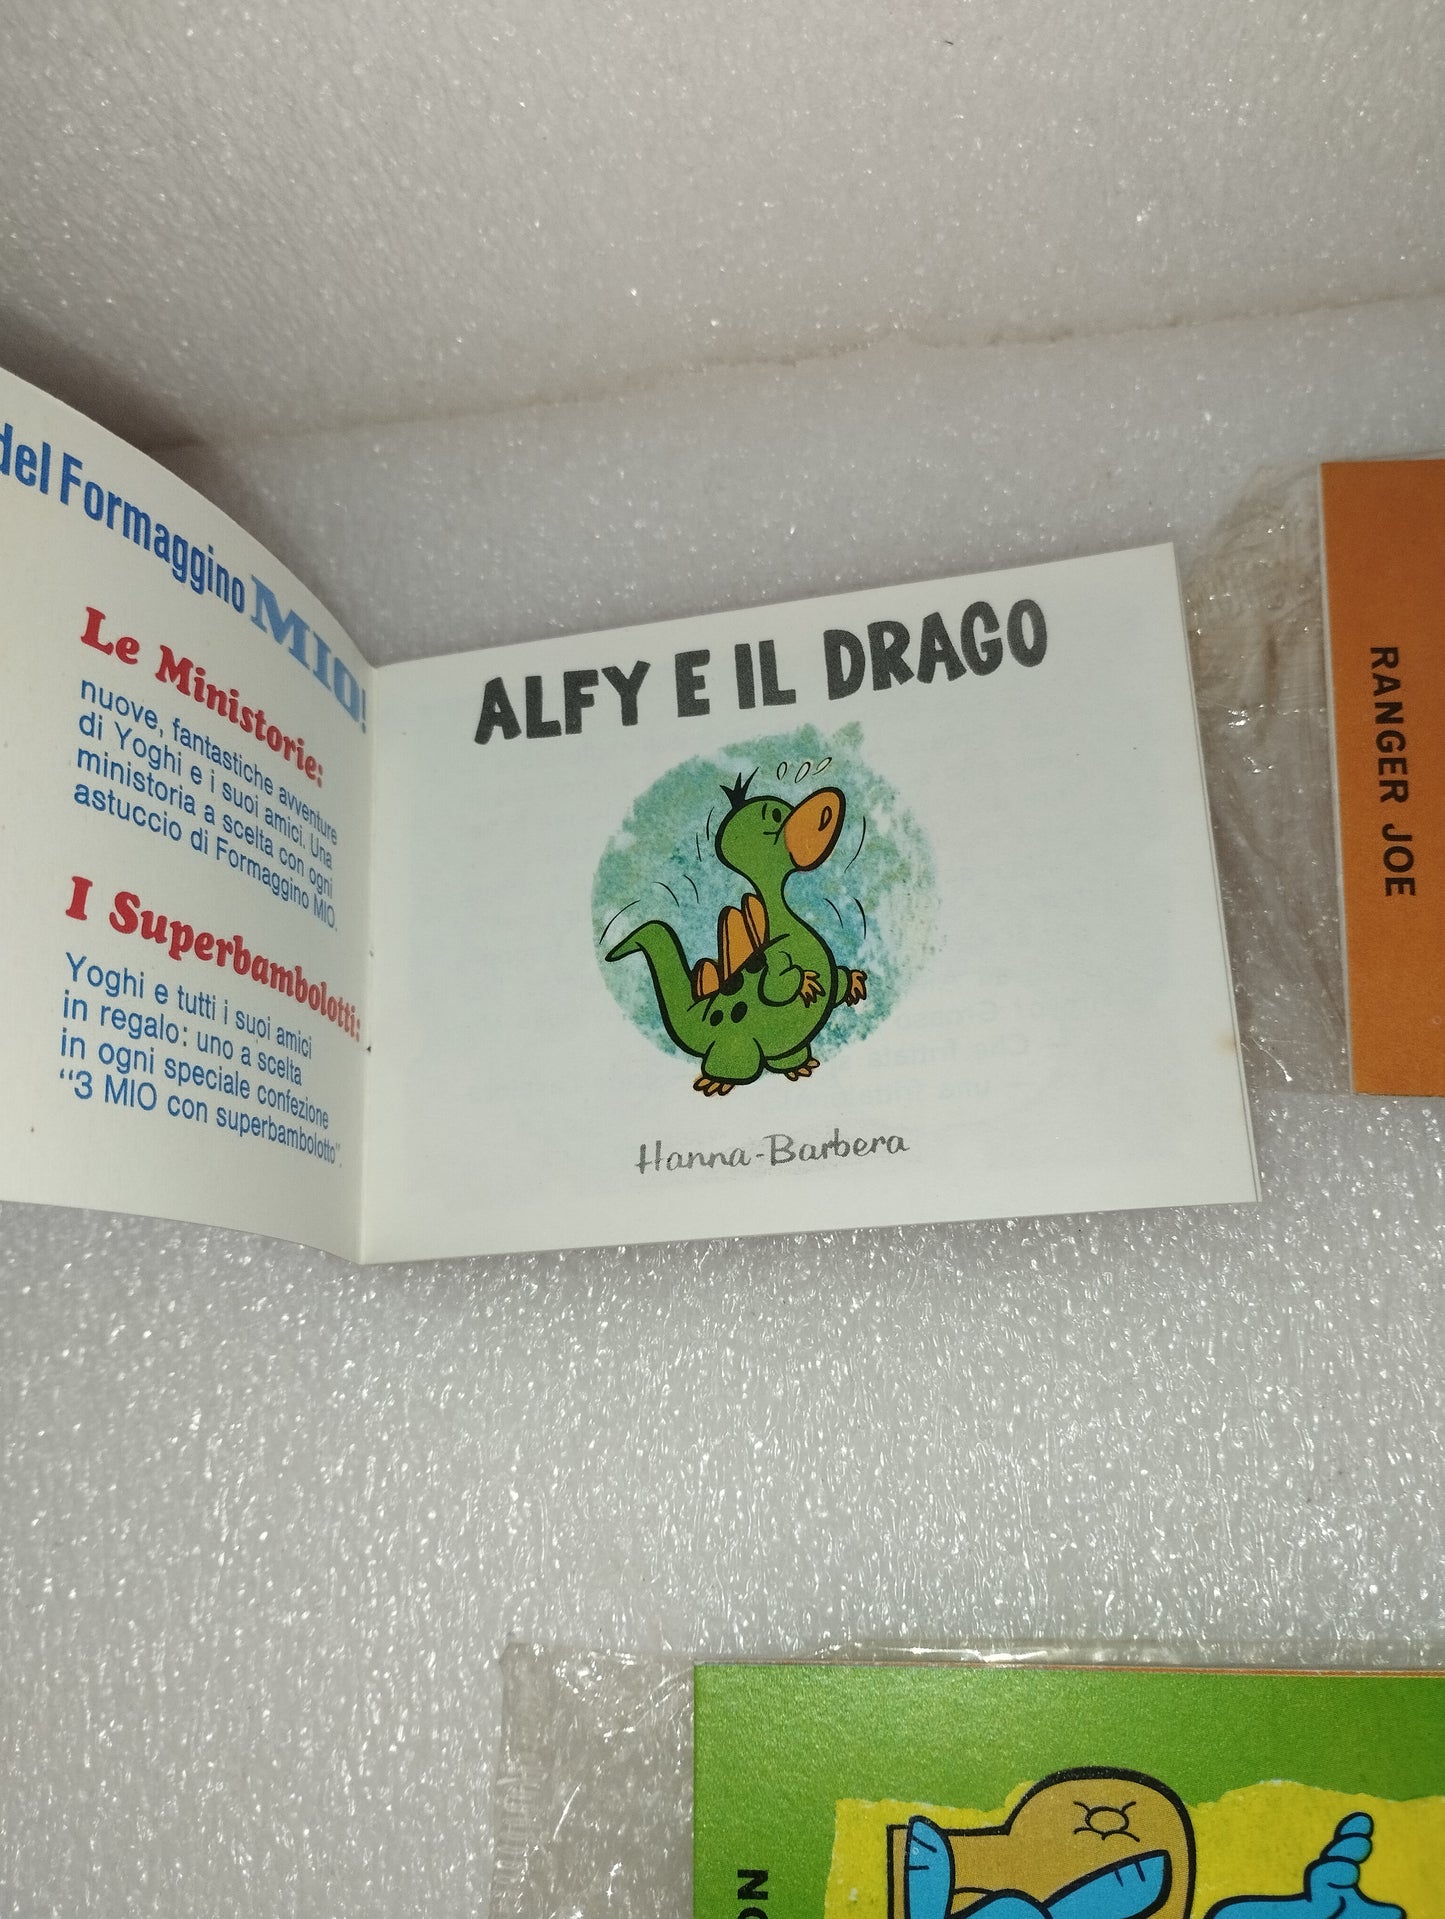 del Formaggino MIO!
Le Ministorie:
nuove, fantastiche avventure
di Yoghi e i suoi amici. Una
ministoria a scelta con ogni
astuccio di Formaggino MIO.
I Superbambolotti:
Yoghi e tutti i suoi amici
in regalo: uno a scelta
in ogni speciale confezione
“3 MIO con superbambolotto”.
ALFY E IL DRAGO
Hanna-Barbera
RANGER JOE
ON